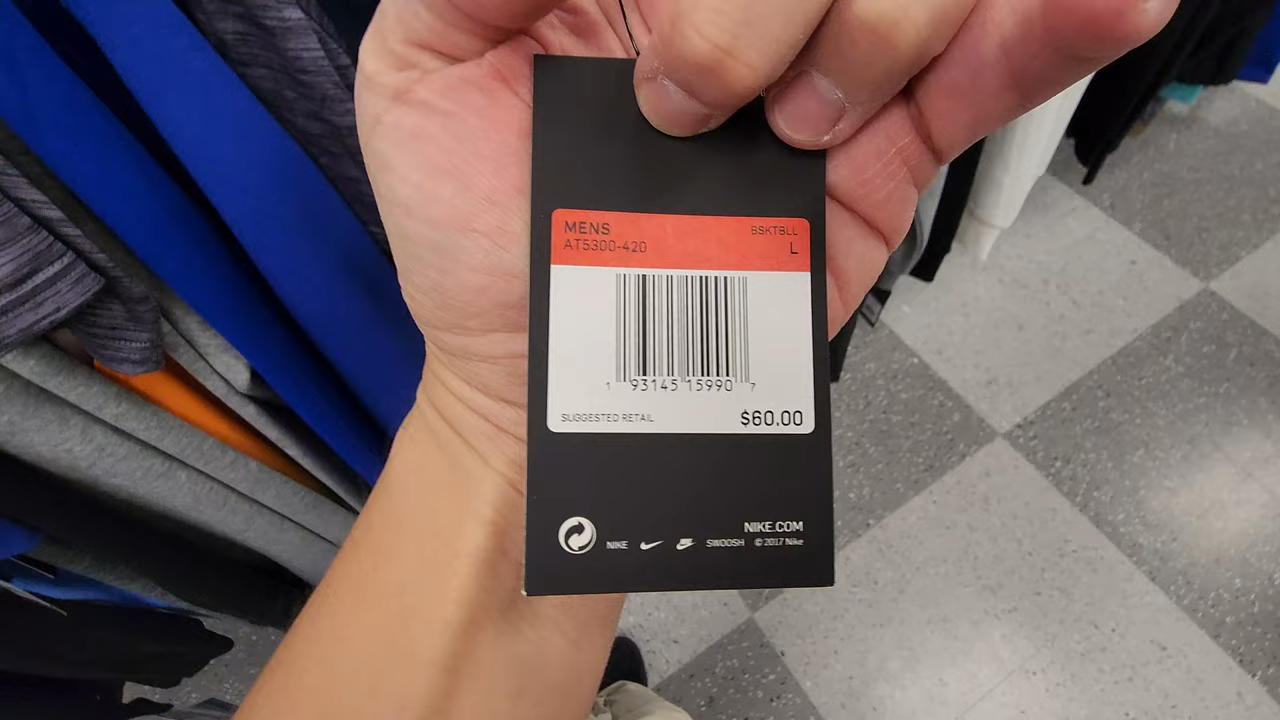 MENS BSKTBLL
AT5300-420 L
1 93145 15990 7
SUGGESTED RETAIL $60.00
NIKE.COM
NIKE SWOOSH © 2017 Nike